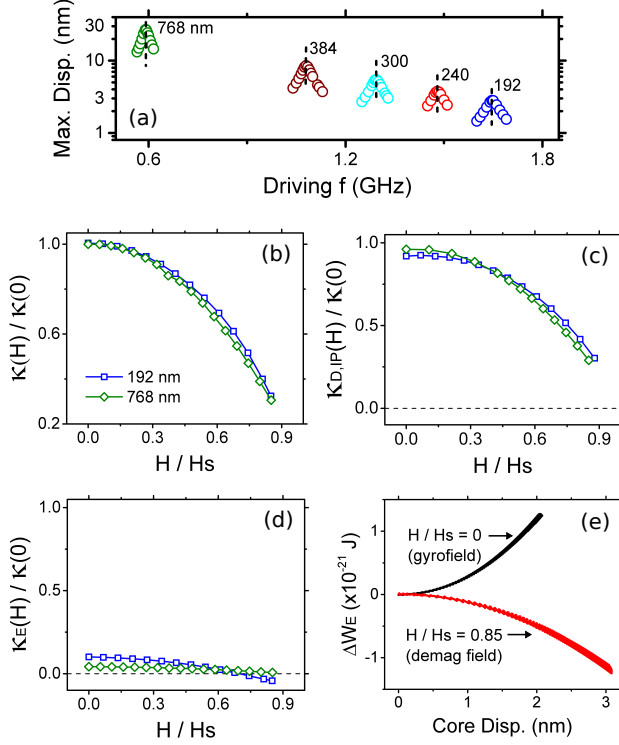 Max. Disp. (nm)
30
10
3
1
768 nm
384
300
240
192
(a)
0.6
1.2
1.8
Driving f (GHz)
κ(H) / κ(0)
1.0
0.6
0.2
(b)
192 nm
768 nm
0.0
0.3
0.6
0.9
H / Hs
κD,IP(H) / κ(0)
1.0
0.5
0.0
(c)
0.0
0.3
0.6
0.9
H / Hs
κE(H) / κ(0)
1.0
0.5
0.0
(d)
0.0
0.3
0.6
0.9
H / Hs
ΔWE (x10⁻²¹ J)
1
0
-1
(e)
H / Hs = 0
(gyrofield)
H / Hs = 0.85
(demag field)
0
1
2
3
Core Disp. (nm)